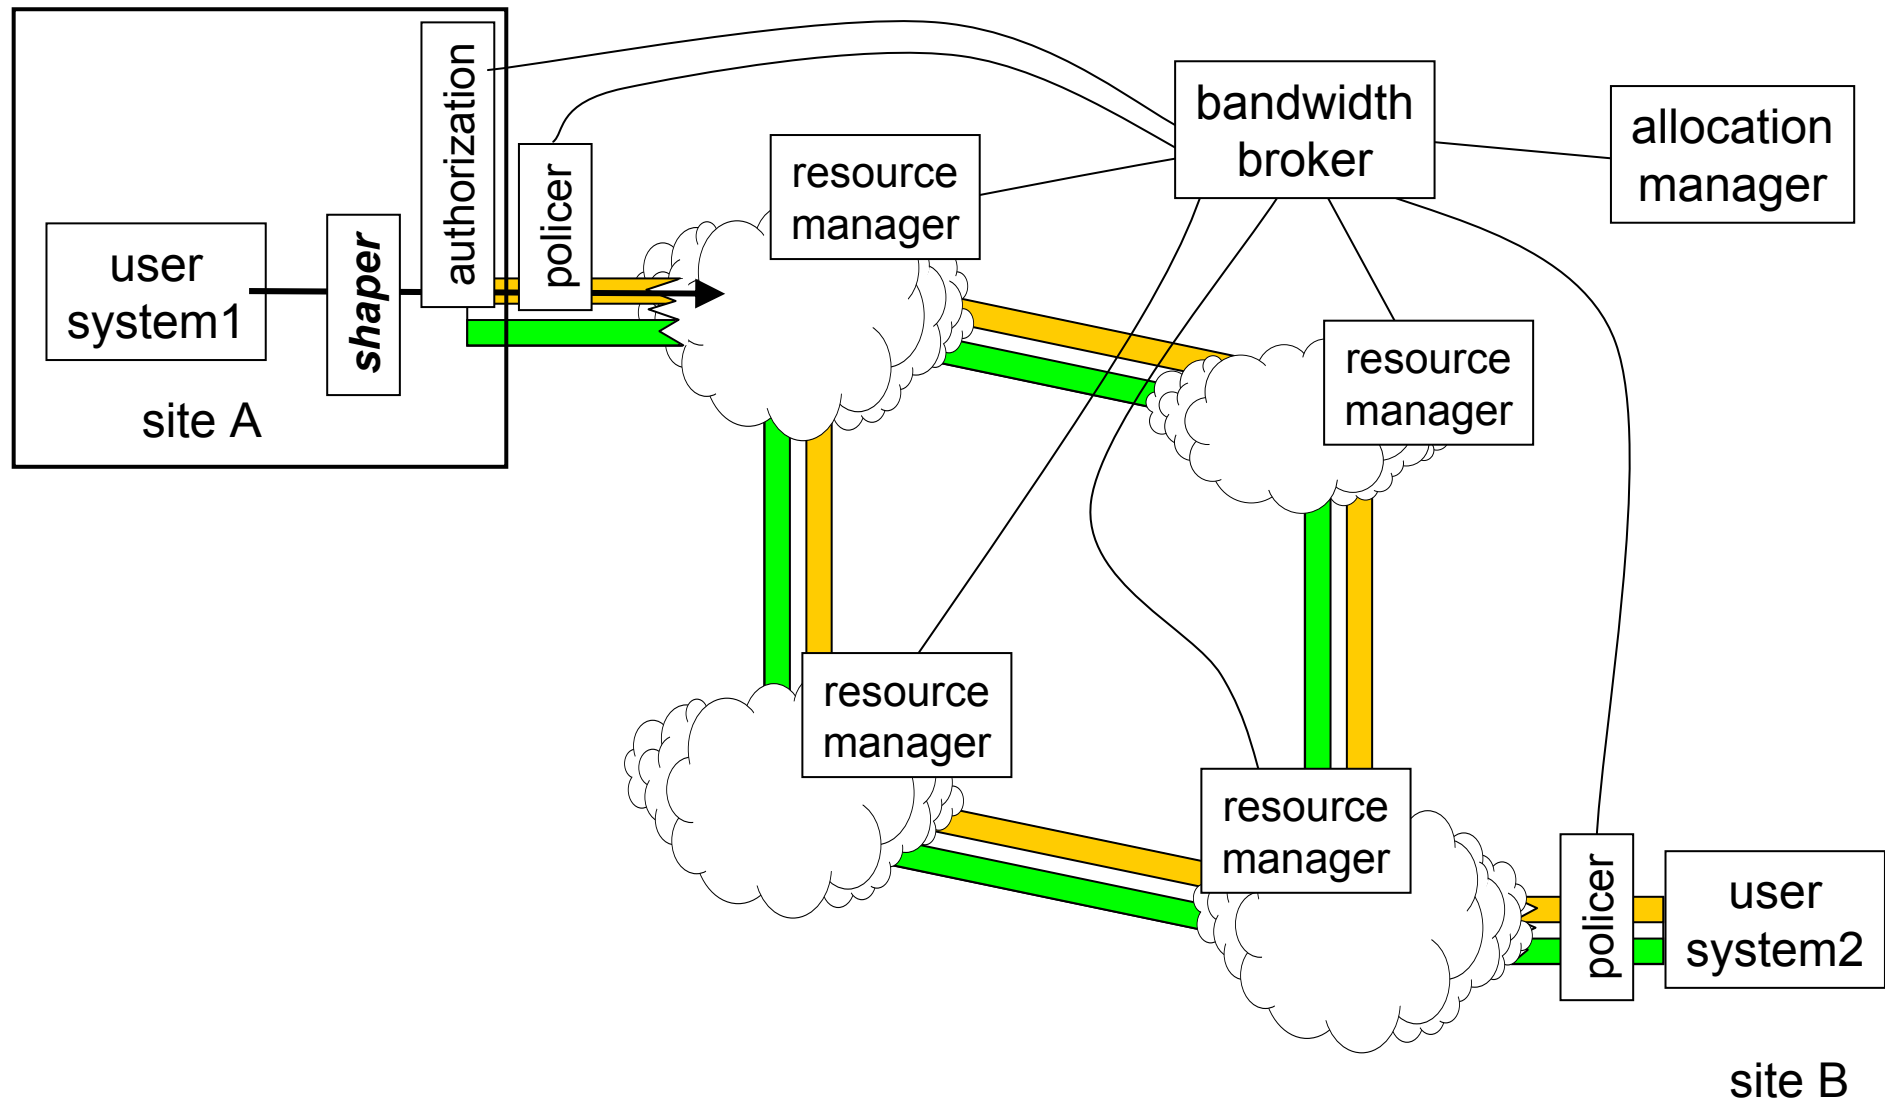 authorization
bandwidth
broker
allocation
manager
resource
manager
policer
user
system1
shaper
site A
resource
manager
resource
manager
resource
manager
policer
user
system2
site B